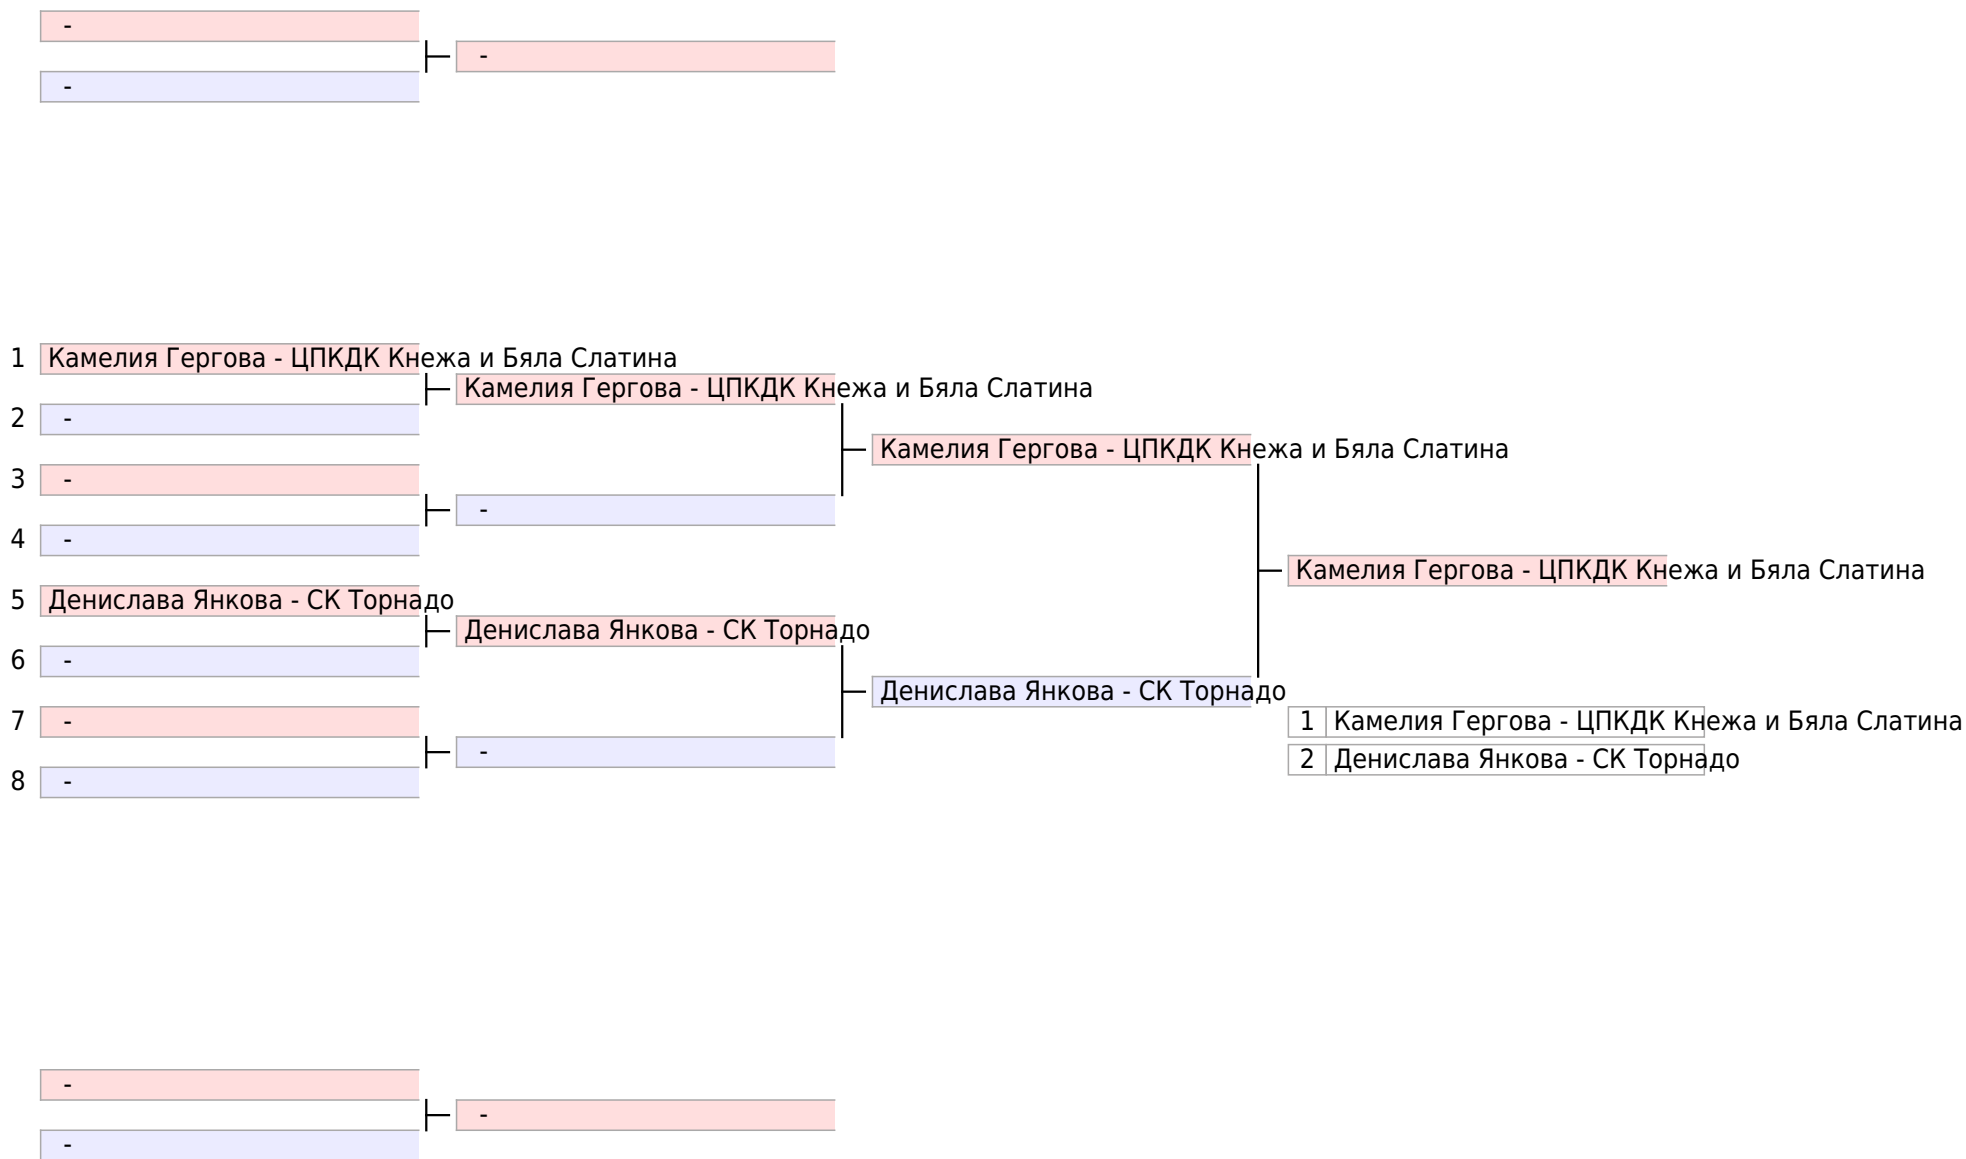 -
-
-
1 Камелия Гергова - ЦПКДК Кнежа и Бяла Слатина
Камелия Гергова - ЦПКДК Кнежа и Бяла Слатина
2 -
Камелия Гергова - ЦПКДК Кнежа и Бяла Слатина
3 -
-
4 -
Камелия Гергова - ЦПКДК Кнежа и Бяла Слатина
5 Денислава Янкова - СК Торнадо
Денислава Янкова - СК Торнадо
6 -
Денислава Янкова - СК Торнадо
7 -
1 Камелия Гергова - ЦПКДК Кнежа и Бяла Слатина
-
2 Денислава Янкова - СК Торнадо
8 -
-
-
-